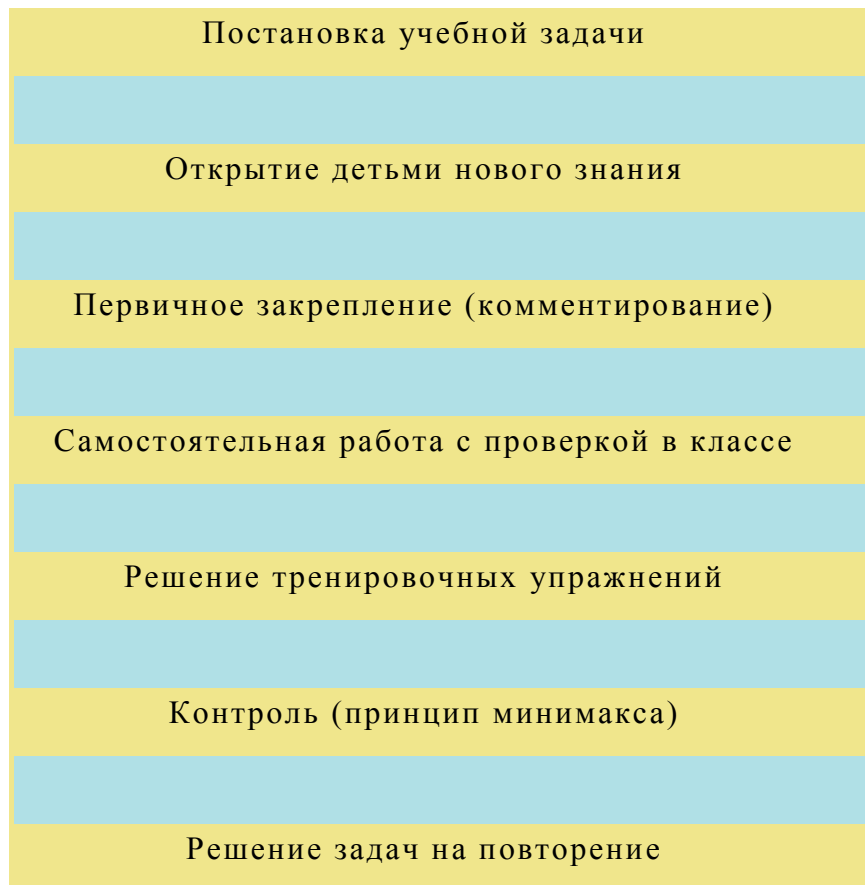 Постановка учебной задачи
Открытие детьми нового знания
Первичное закрепление (комментирование)
Самостоятельная работа с проверкой в классе
Решение тренировочных упражнений
Контроль (принцип минимакса)
Решение задач на повторение